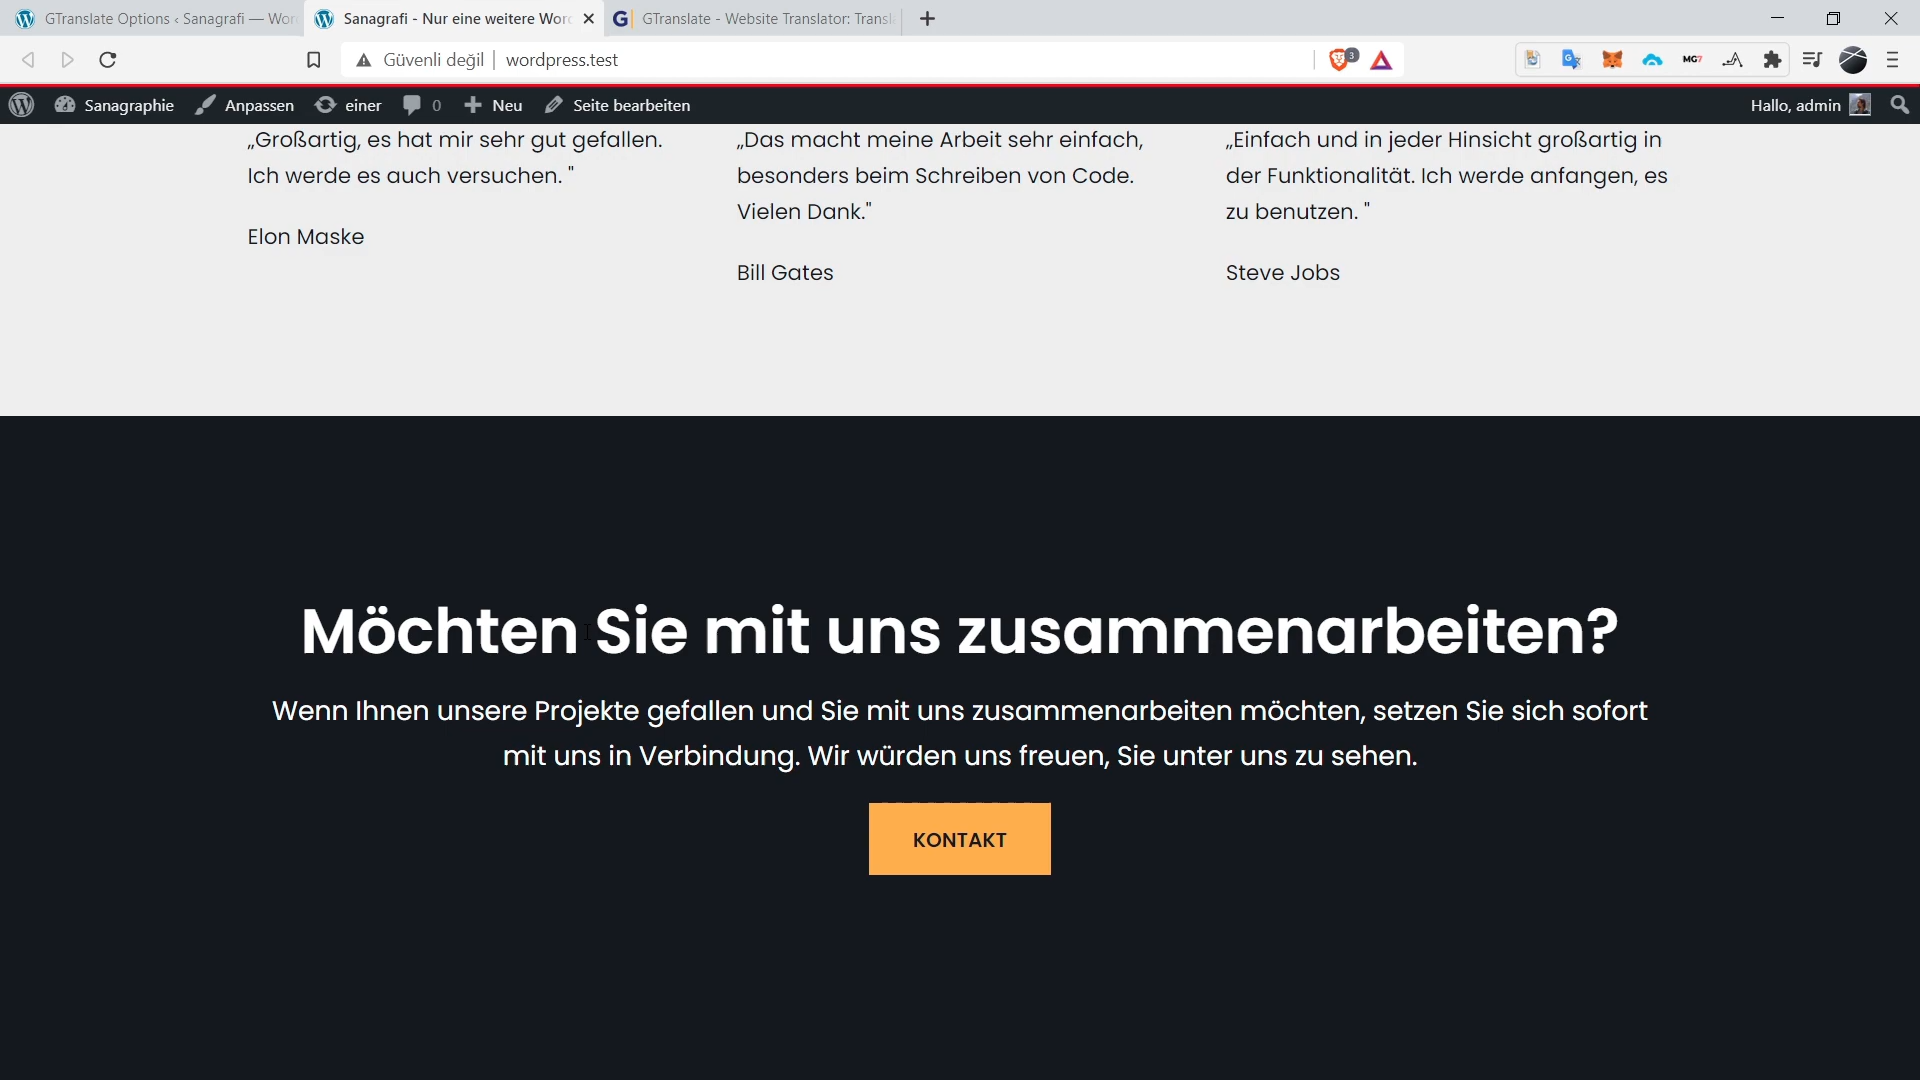 GTranslate Options ‹ Sanagrafi — Wor
Sanagrafi - Nur eine weitere Word
GTranslate - Website Translator: Transl
Güvenli değil
wordpress.test
3
MG7
Sanagraphie
Anpassen
einer
0
Neu
Seite bearbeiten
Hallo, admin
„Großartig, es hat mir sehr gut gefallen.
Ich werde es auch versuchen. "
Elon Maske
„Das macht meine Arbeit sehr einfach,
besonders beim Schreiben von Code.
Vielen Dank."
Bill Gates
„Einfach und in jeder Hinsicht großartig in
der Funktionalität. Ich werde anfangen, es
zu benutzen. "
Steve Jobs
Möchten Sie mit uns zusammenarbeiten?
Wenn Ihnen unsere Projekte gefallen und Sie mit uns zusammenarbeiten möchten, setzen Sie sich sofort
mit uns in Verbindung. Wir würden uns freuen, Sie unter uns zu sehen.
KONTAKT